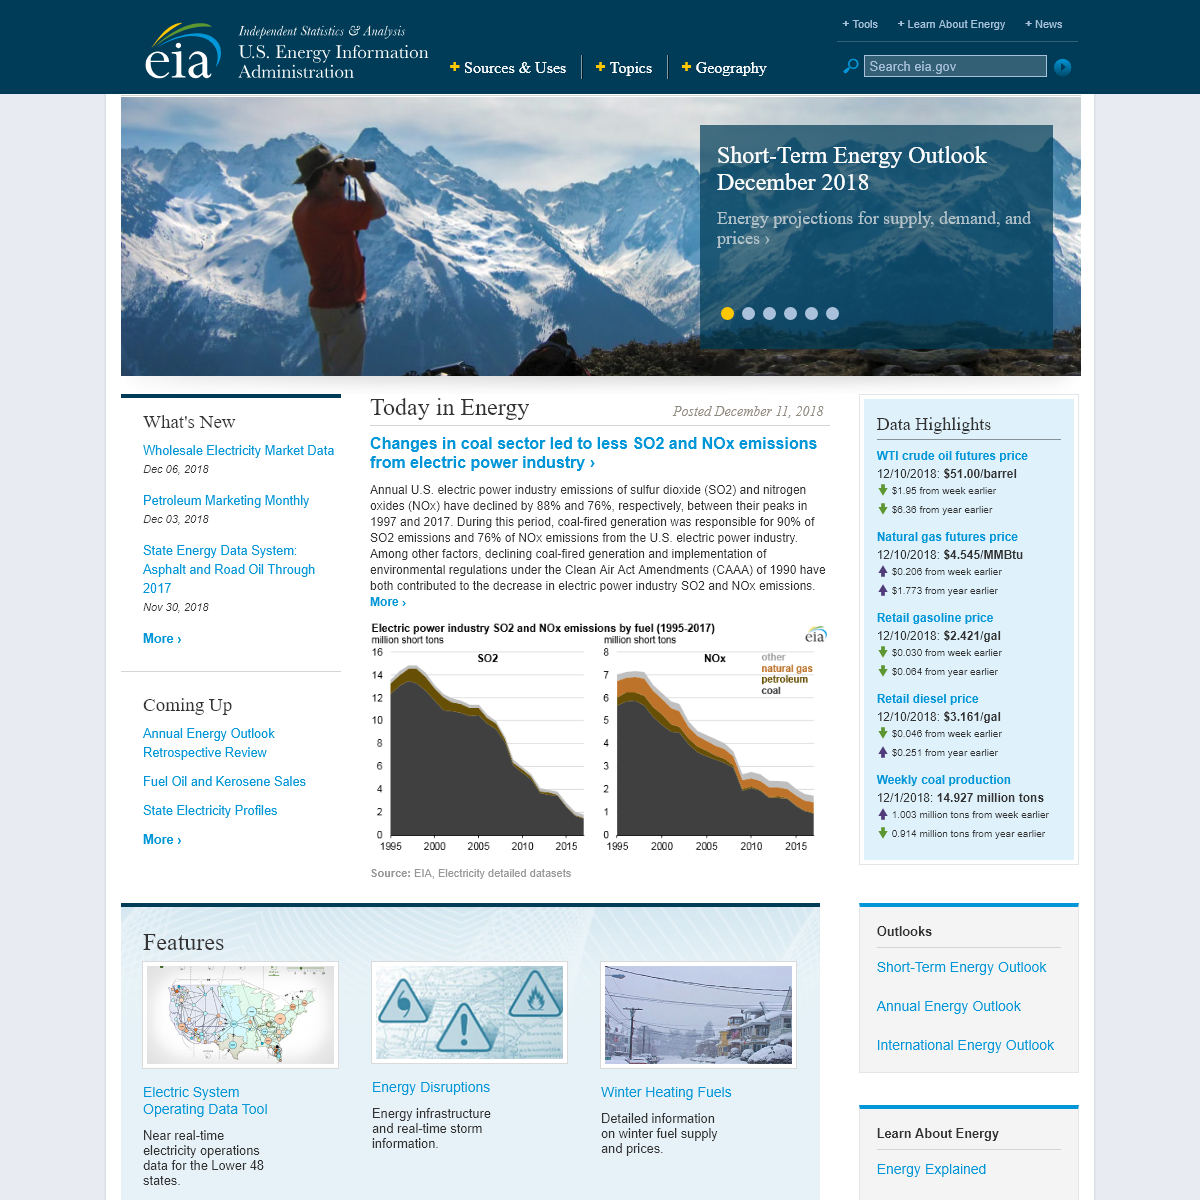 + Tools
+ Learn About Energy
+ News
eia
Independent Statistics & Analysis
U.S. Energy Information
Administration
+ Sources & Uses
+ Topics
+ Geography
Search eia.gov
Short-Term Energy Outlook
December 2018
Energy projections for supply, demand, and
prices ›
What's New
Wholesale Electricity Market Data
Dec 06, 2018
Petroleum Marketing Monthly
Dec 03, 2018
State Energy Data System:
Asphalt and Road Oil Through
2017
Nov 30, 2018
More ›
Coming Up
Annual Energy Outlook
Retrospective Review
Fuel Oil and Kerosene Sales
State Electricity Profiles
More ›
Today in Energy
Posted December 11, 2018
Changes in coal sector led to less SO2 and NOx emissions
from electric power industry ›
Annual U.S. electric power industry emissions of sulfur dioxide (SO2) and nitrogen
oxides (NOx) have declined by 88% and 76%, respectively, between their peaks in
1997 and 2017. During this period, coal-fired generation was responsible for 90% of
SO2 emissions and 76% of NOx emissions from the U.S. electric power industry.
Among other factors, declining coal-fired generation and implementation of
environmental regulations under the Clean Air Act Amendments (CAAA) of 1990 have
both contributed to the decrease in electric power industry SO2 and NOx emissions.
More ›
Electric power industry SO2 and NOx emissions by fuel (1995-2017)
eia
million short tons
SO2
16
14
12
10
8
6
4
2
0
1995 2000 2005 2010 2015
million short tons
NOx
8
7
6
5
4
3
2
1
0
1995 2000 2005 2010 2015
other
natural gas
petroleum
coal
Source: EIA, Electricity detailed datasets
Data Highlights
WTI crude oil futures price
12/10/2018: $51.00/barrel
$1.95 from week earlier
$6.36 from year earlier
Natural gas futures price
12/10/2018: $4.545/MMBtu
$0.206 from week earlier
$1.773 from year earlier
Retail gasoline price
12/10/2018: $2.421/gal
$0.030 from week earlier
$0.064 from year earlier
Retail diesel price
12/10/2018: $3.161/gal
$0.046 from week earlier
$0.251 from year earlier
Weekly coal production
12/1/2018: 14.927 million tons
1.003 million tons from week earlier
0.914 million tons from year earlier
Features
Electric System
Operating Data Tool
Near real-time
electricity operations
data for the Lower 48
states.
Energy Disruptions
Energy infrastructure
and real-time storm
information.
Winter Heating Fuels
Detailed information
on winter fuel supply
and prices.
Outlooks
Short-Term Energy Outlook
Annual Energy Outlook
International Energy Outlook
Learn About Energy
Energy Explained